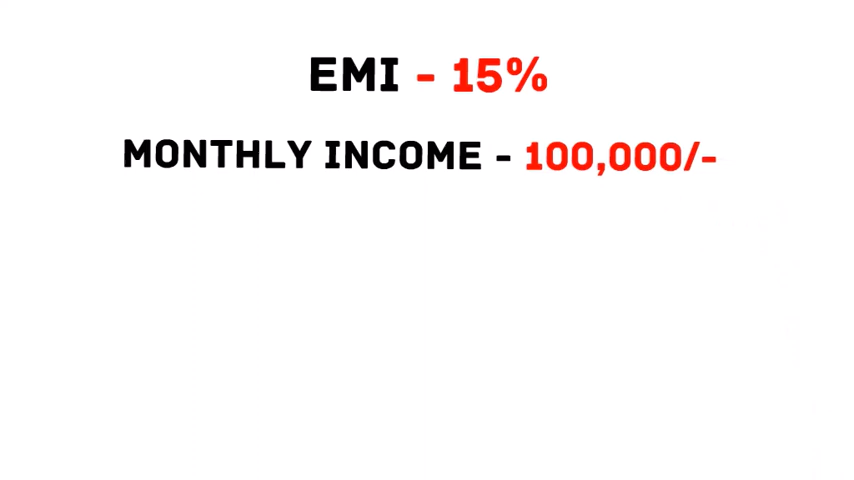 EMI - 15%
MONTHLY INCOME - 100,000/-